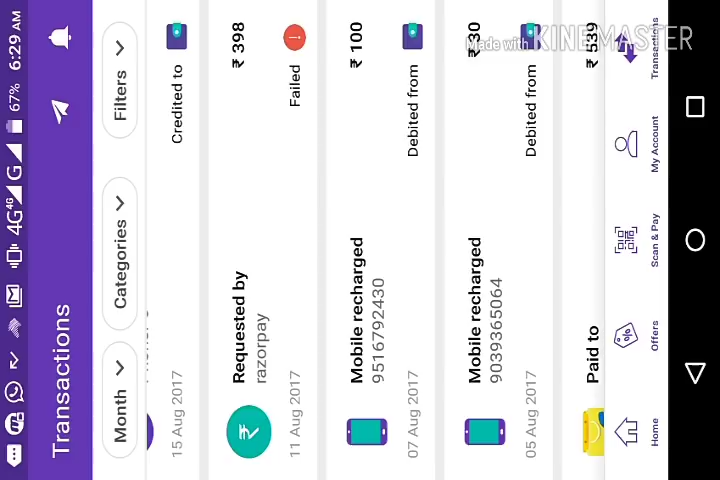 6:29 AM
67%
4G
4G
G
Transactions
Month
Categories
Filters
15 Aug 2017
Credited to
Requested by
₹ 398
razorpay
11 Aug 2017
Failed
Mobile recharged
₹ 100
9516792430
07 Aug 2017
Debited from
Mobile recharged
₹ 30
9039365064
05 Aug 2017
Debited from
Paid to
₹ 539
Home
Offers
Scan & Pay
My Account
Transactions
Made with KINEMASTER